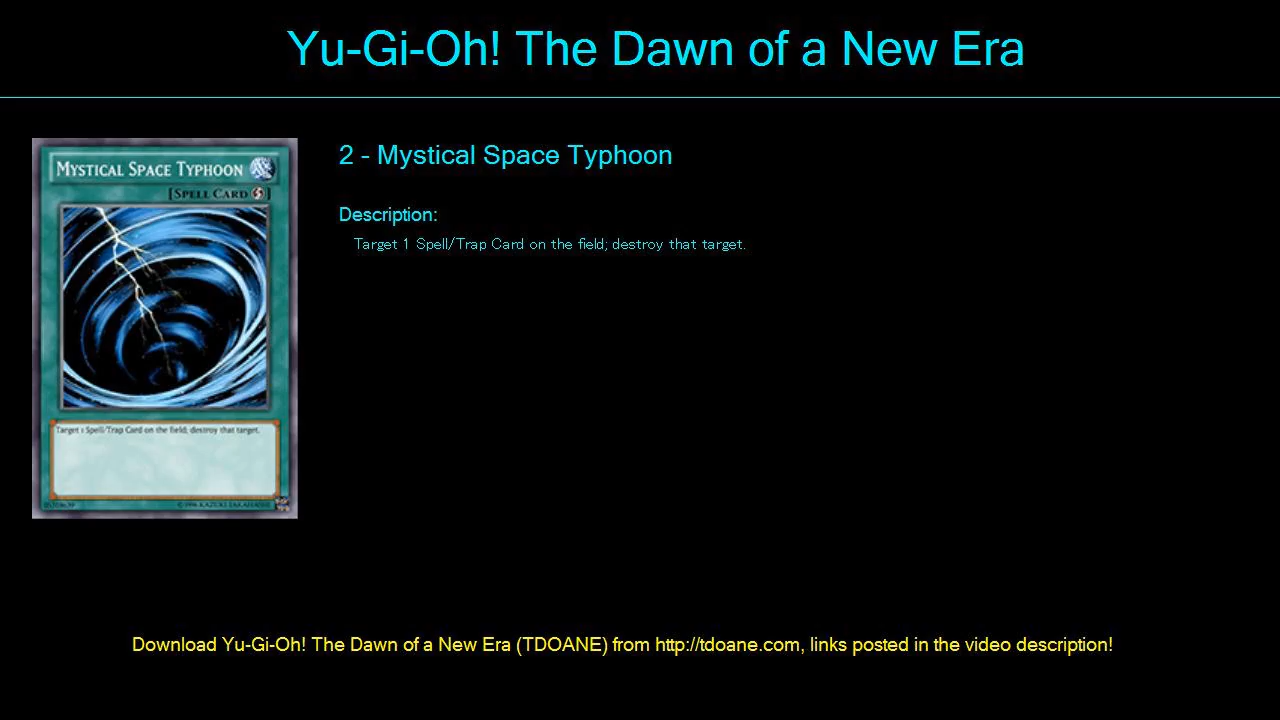 Yu-Gi-Oh! The Dawn of a New Era
MYSTICAL SPACE TYPHOON
[SPELL CARD]
Target 1 Spell/Trap Card on the field; destroy that target.
©1996 KAZUKI TAKAHASHI
2 - Mystical Space Typhoon
Description:
Target 1 Spell/Trap Card on the field; destroy that target.
Download Yu-Gi-Oh! The Dawn of a New Era (TDOANE) from http://tdoane.com, links posted in the video description!